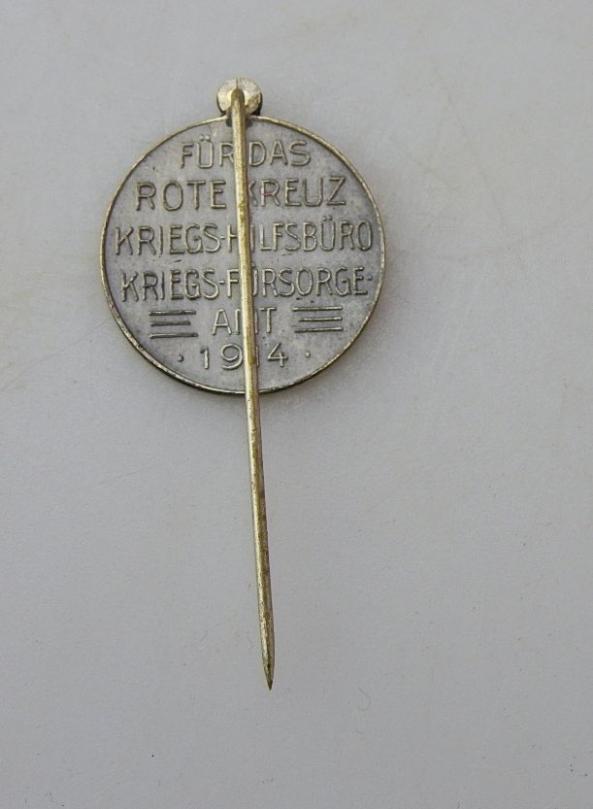 FÜR DAS
ROTE KREUZ
KRIEGS-HILFSBÜRO
KRIEGS-FÜRSORGE-
AMT
· 1914 ·